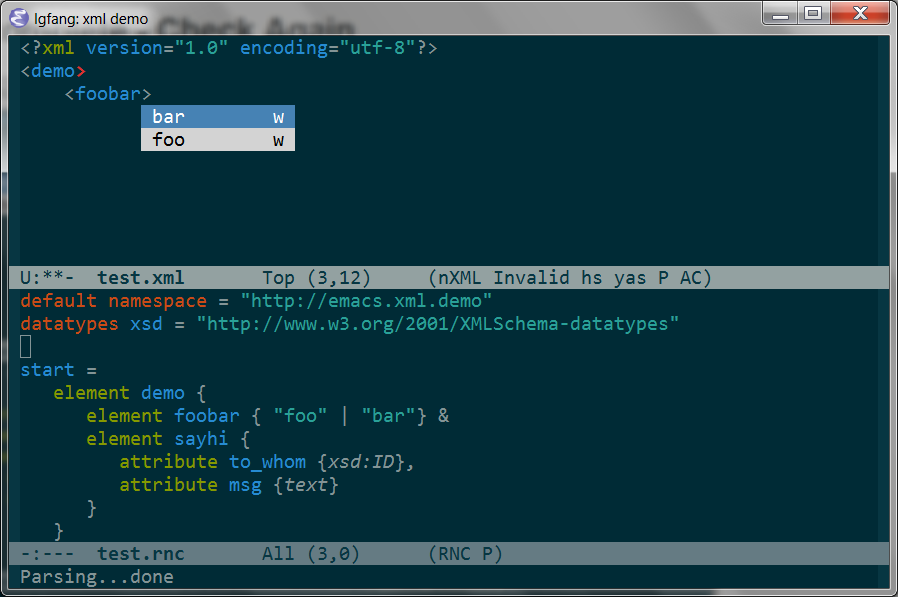 lgfang: xml demo
Check Again
<?xml version="1.0" encoding="utf-8"?>
<demo>
<foobar>
bar w
foo w
U:**- test.xml Top (3,12) (nXML Invalid hs yas P AC)
default namespace = "http://emacs.xml.demo"
datatypes xsd = "http://www.w3.org/2001/XMLSchema-datatypes"
start =
element demo {
element foobar { "foo" | "bar"} &
element sayhi {
attribute to_whom {xsd:ID},
attribute msg {text}
}
}
-:--- test.rnc All (3,0) (RNC P)
Parsing...done